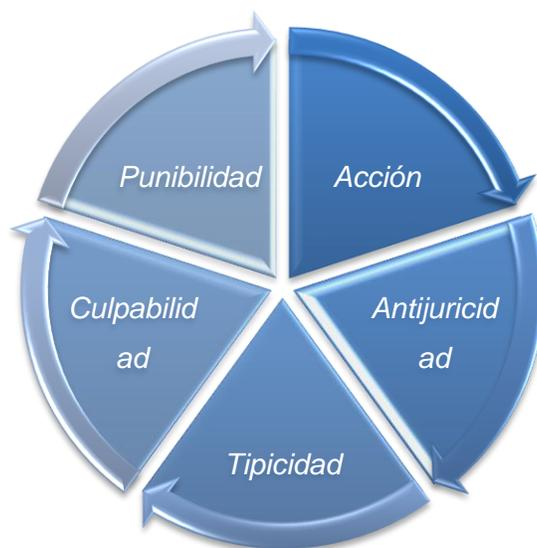 Punibilidad
Acción
Culpabilid
ad
Antijuricid
ad
Tipicidad